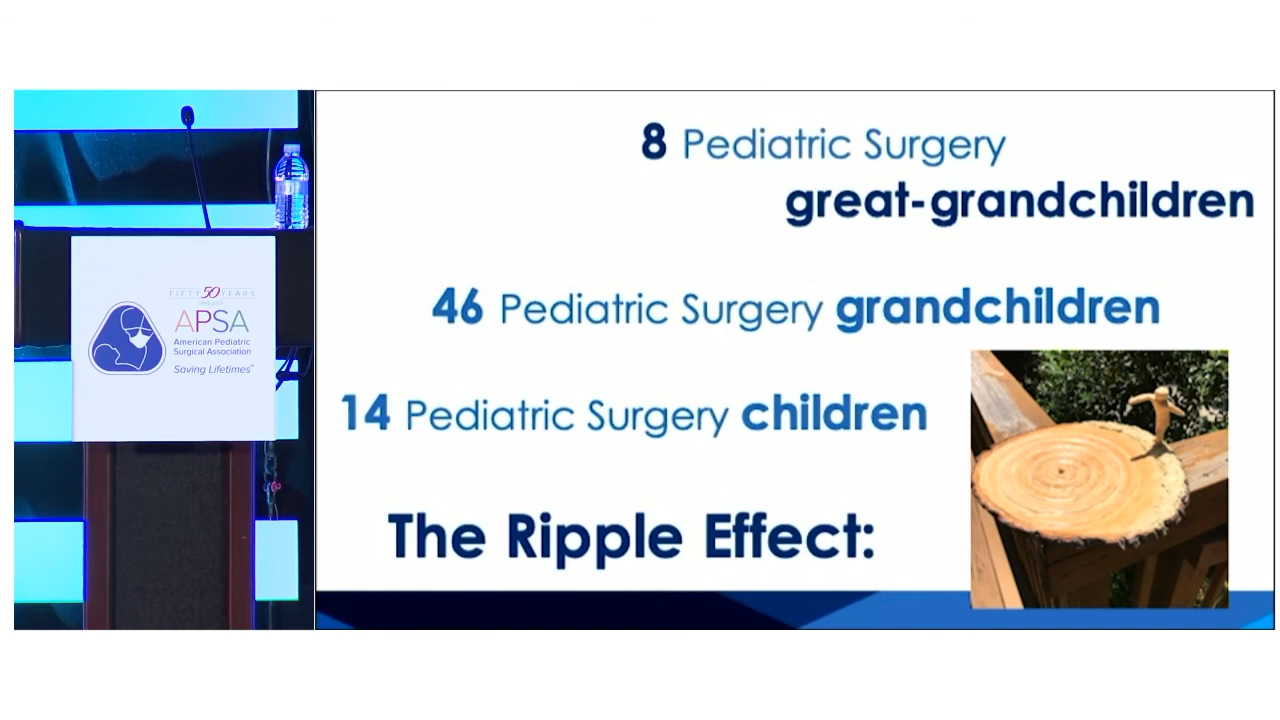 FIFTY 50 YEARS
APSA
American Pediatric
Surgical Association
Saving Lifetimes™
8 Pediatric Surgery
great-grandchildren
46 Pediatric Surgery grandchildren
14 Pediatric Surgery children
The Ripple Effect: